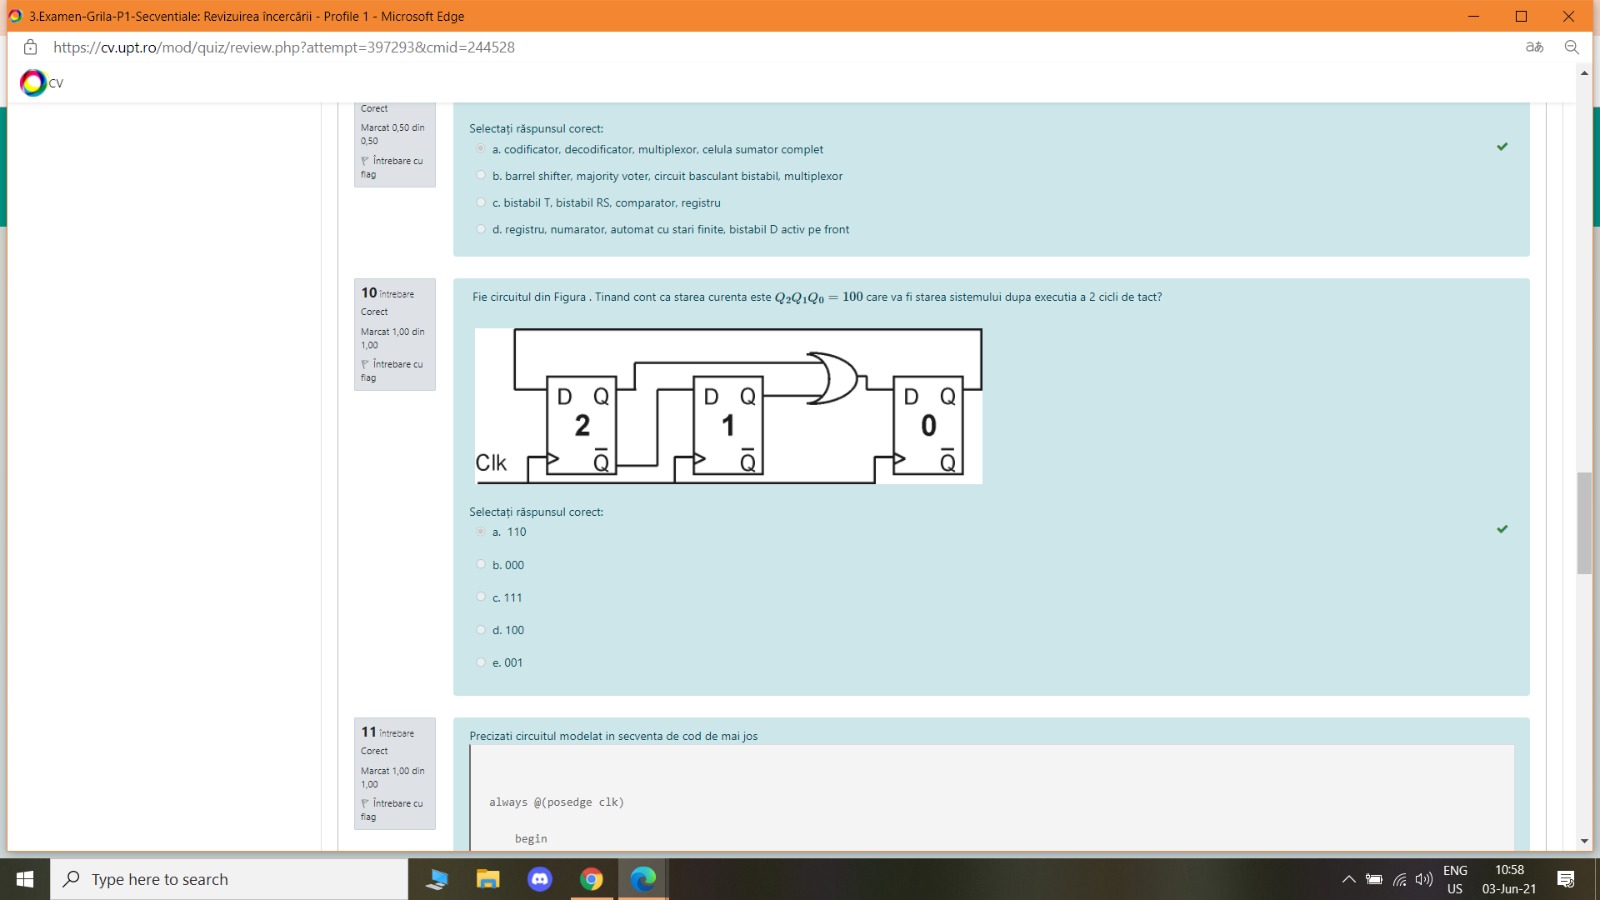 3.Examen-Grila-P1-Secventiale: Revizuirea încercării - Profile 1 - Microsoft Edge
https://cv.upt.ro/mod/quiz/review.php?attempt=397293&cmid=244528
aあ
CV
Corect
Marcat 0,50 din
0,50
Întrebare cu
flag
Selectați răspunsul corect:
a. codificator, decodificator, multiplexor, celula sumator complet
b. barrel shifter, majority voter, circuit basculant bistabil, multiplexor
c. bistabil T, bistabil RS, comparator, registru
d. registru, numarator, automat cu stari finite, bistabil D activ pe front
10 Întrebare
Corect
Marcat 1,00 din
1,00
Întrebare cu
flag
Fie circuitul din Figura . Tinand cont ca starea curenta este Q₂Q₁Q₀ = 100 care va fi starea sistemului dupa executia a 2 cicli de tact?
D Q D Q D Q
2 1 0
Clk Q̅ Q̅ Q̅
Selectați răspunsul corect:
a. 110
b. 000
c. 111
d. 100
e. 001
11 Întrebare
Corect
Marcat 1,00 din
1,00
Întrebare cu
flag
Precizati circuitul modelat in secventa de cod de mai jos
always @(posedge clk)
begin
Type here to search
ENG
US
10:58
03-Jun-21